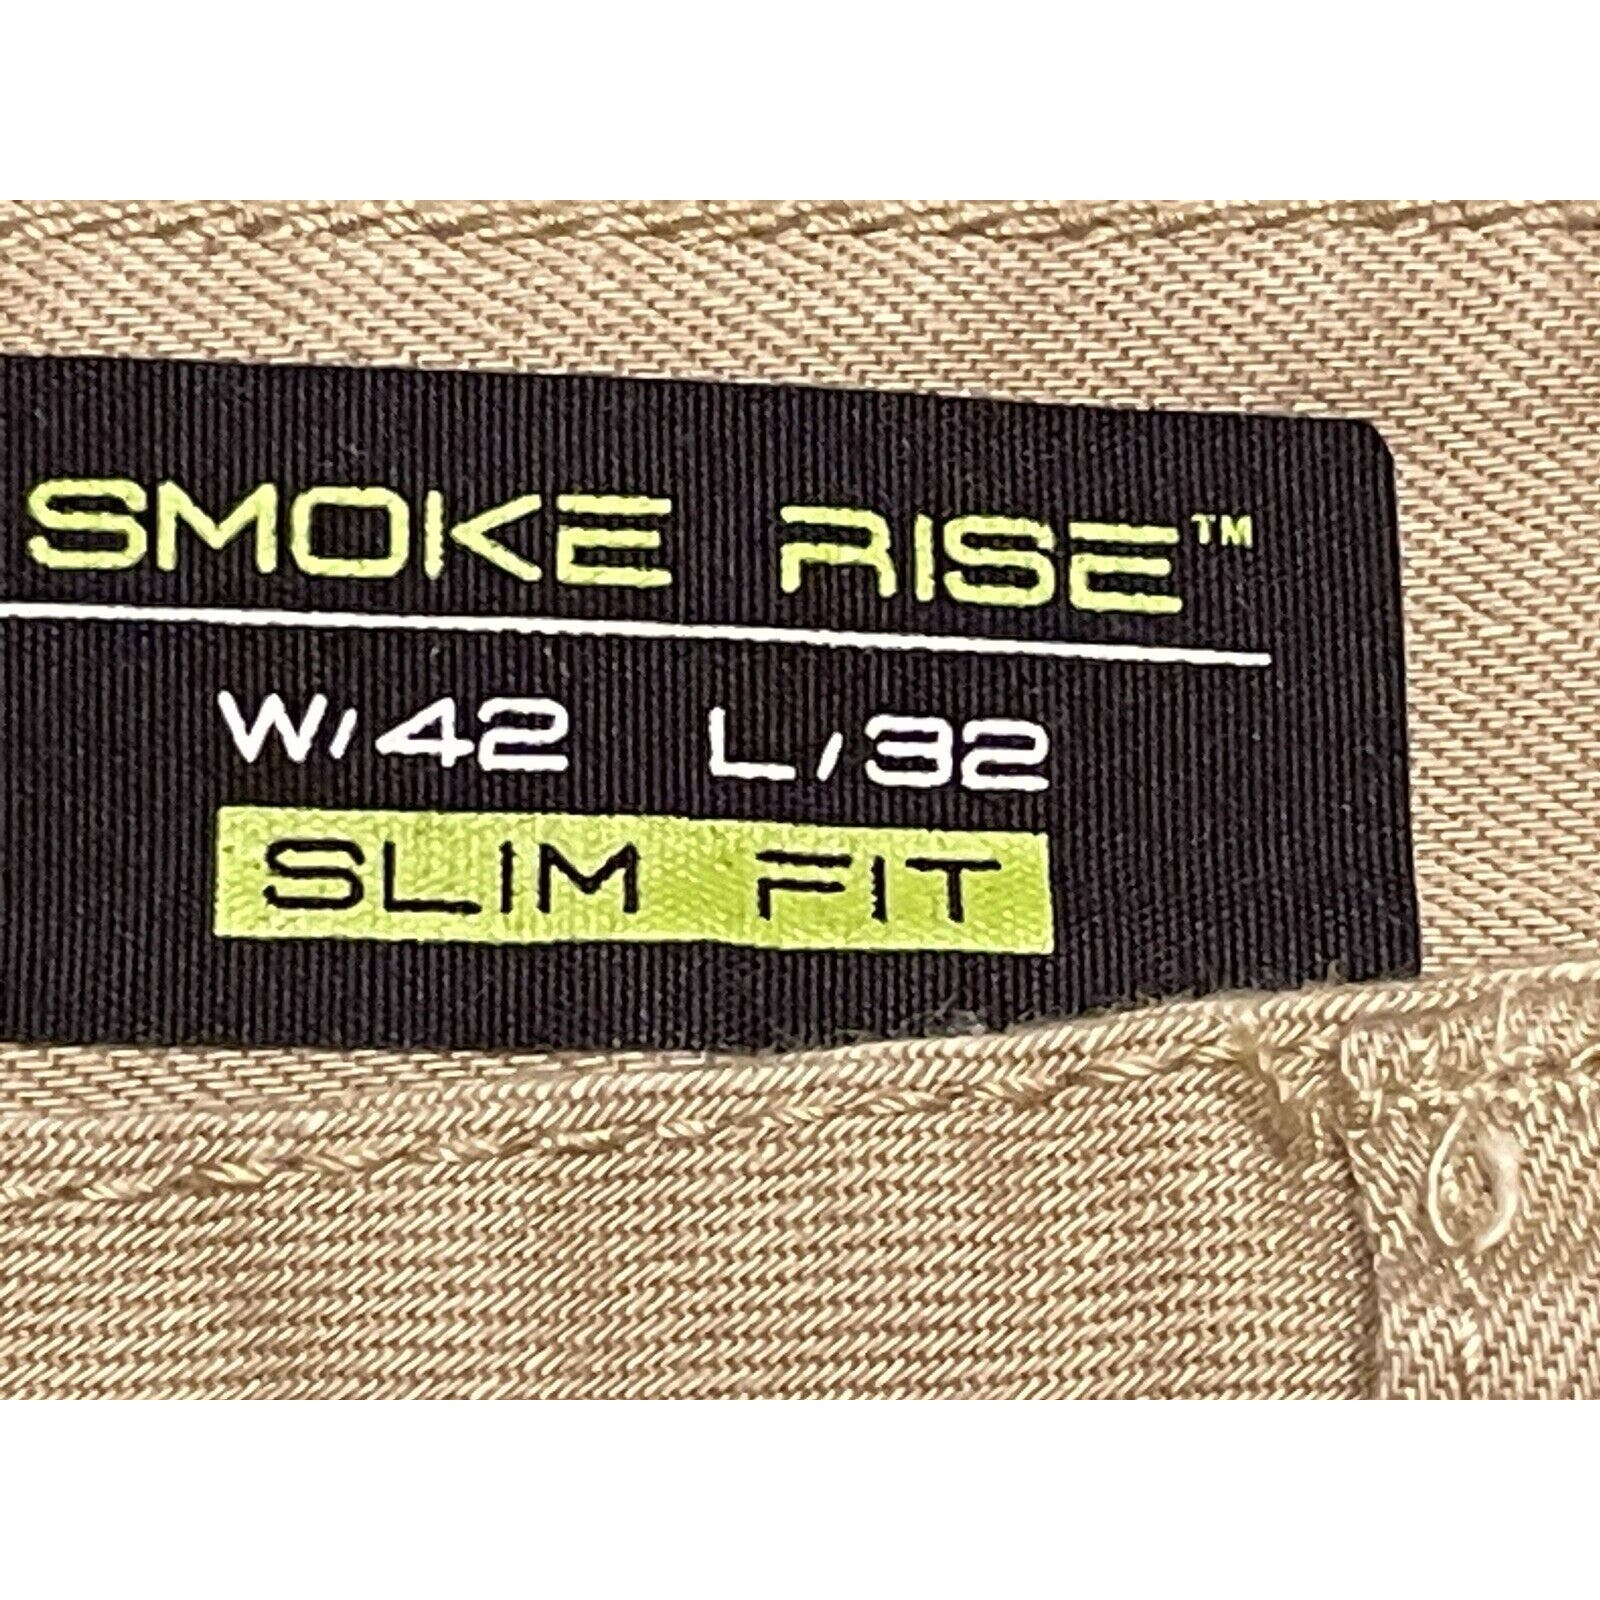 SMOKE RISE™
W/42 L/32
SLIM FIT